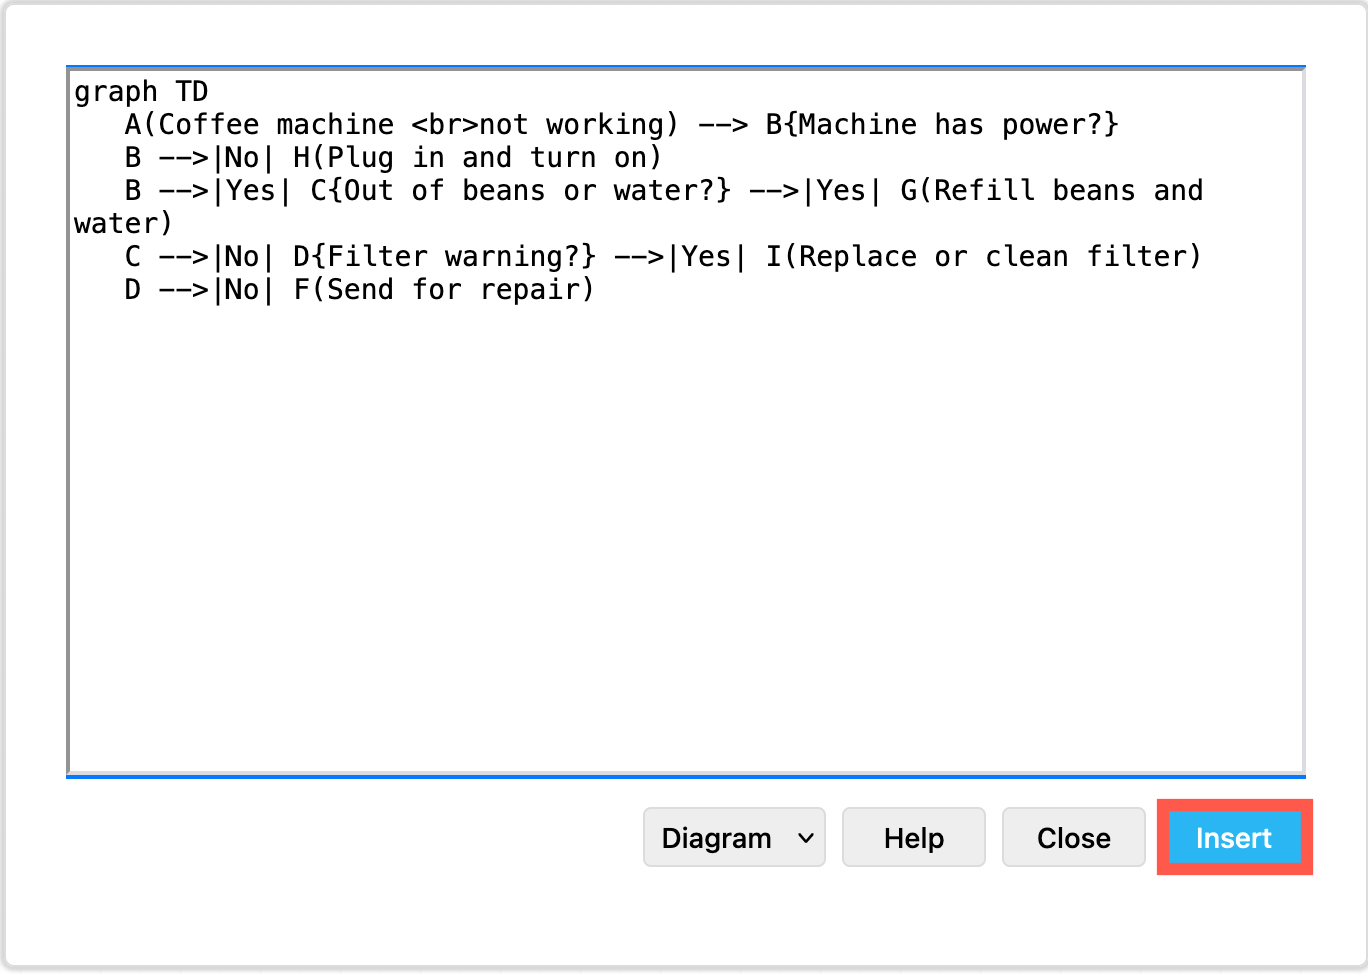 graph TD
   A(Coffee machine <br>not working) --> B{Machine has power?}
   B -->|No| H(Plug in and turn on)
   B -->|Yes| C{Out of beans or water?} -->|Yes| G(Refill beans and
water)
   C -->|No| D{Filter warning?} -->|Yes| I(Replace or clean filter)
   D -->|No| F(Send for repair)
Diagram Help Close Insert